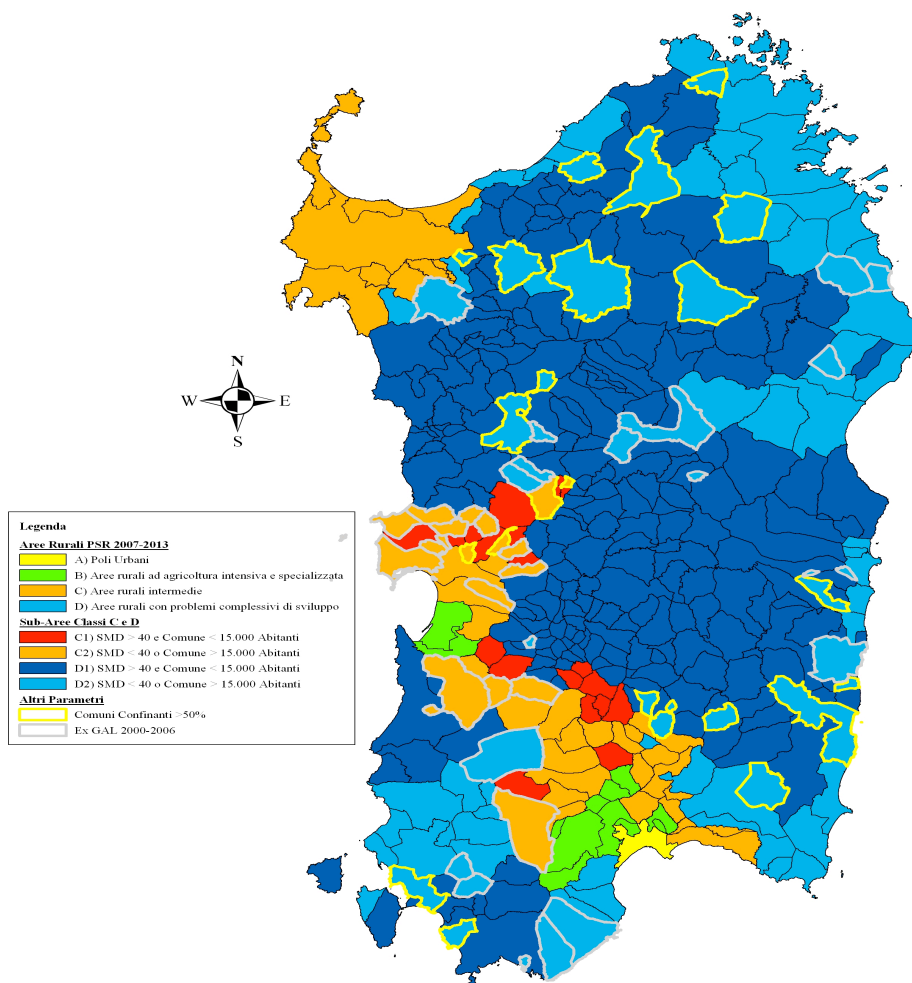 N
W
E
S
Legenda
Aree Rurali PSR 2007-2013
A) Poli Urbani
B) Aree rurali ad agricoltura intensiva e specializzata
C) Aree rurali intermedie
D) Aree rurali con problemi complessivi di sviluppo
Sub-Aree Classi C e D
C1) SMD > 40 e Comune < 15.000 Abitanti
C2) SMD < 40 o Comune > 15.000 Abitanti
D1) SMD > 40 e Comune < 15.000 Abitanti
D2) SMD < 40 o Comune > 15.000 Abitanti
Altri Parametri
Comuni Confinanti >50%
Ex GAL 2000-2006